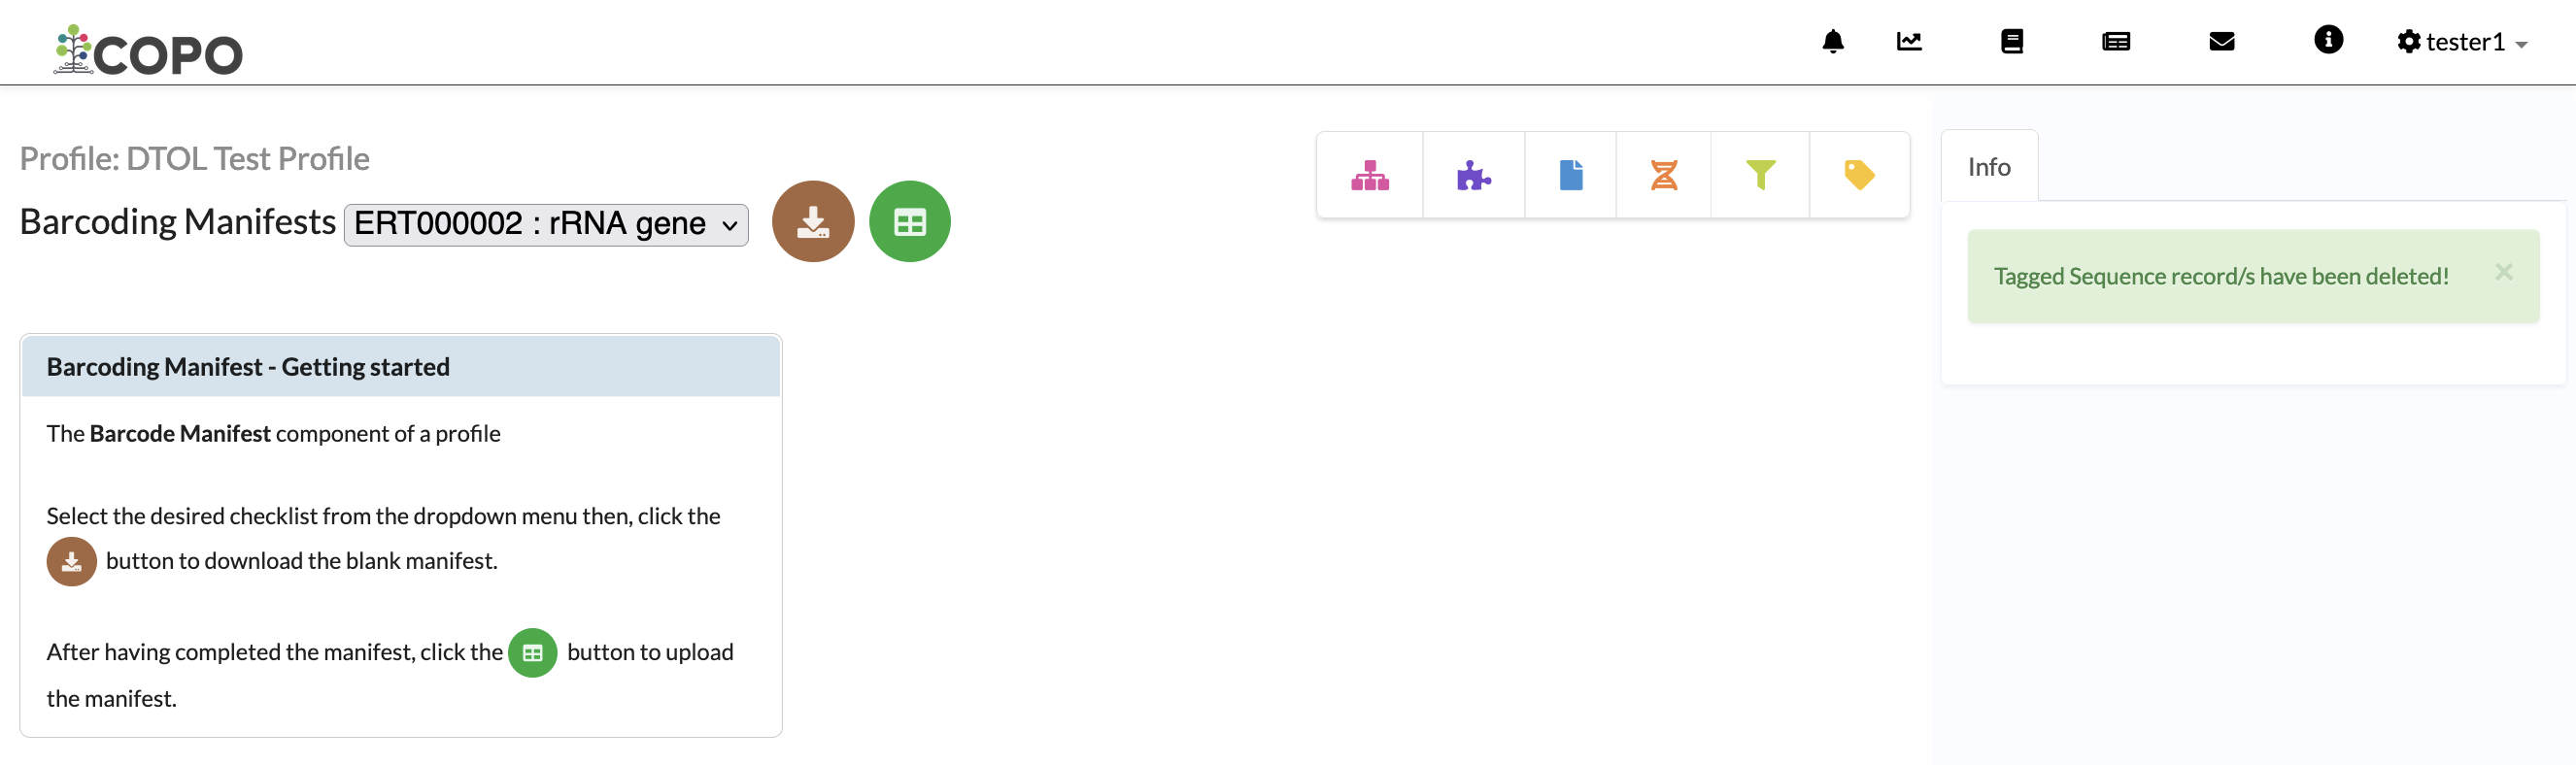 COPO
tester1
Profile: DTOL Test Profile
Barcoding Manifests ERT000002 : rRNA gene
Info
Tagged Sequence record/s have been deleted! ×
Barcoding Manifest - Getting started
The Barcode Manifest component of a profile
Select the desired checklist from the dropdown menu then, click the
button to download the blank manifest.
After having completed the manifest, click the button to upload
the manifest.